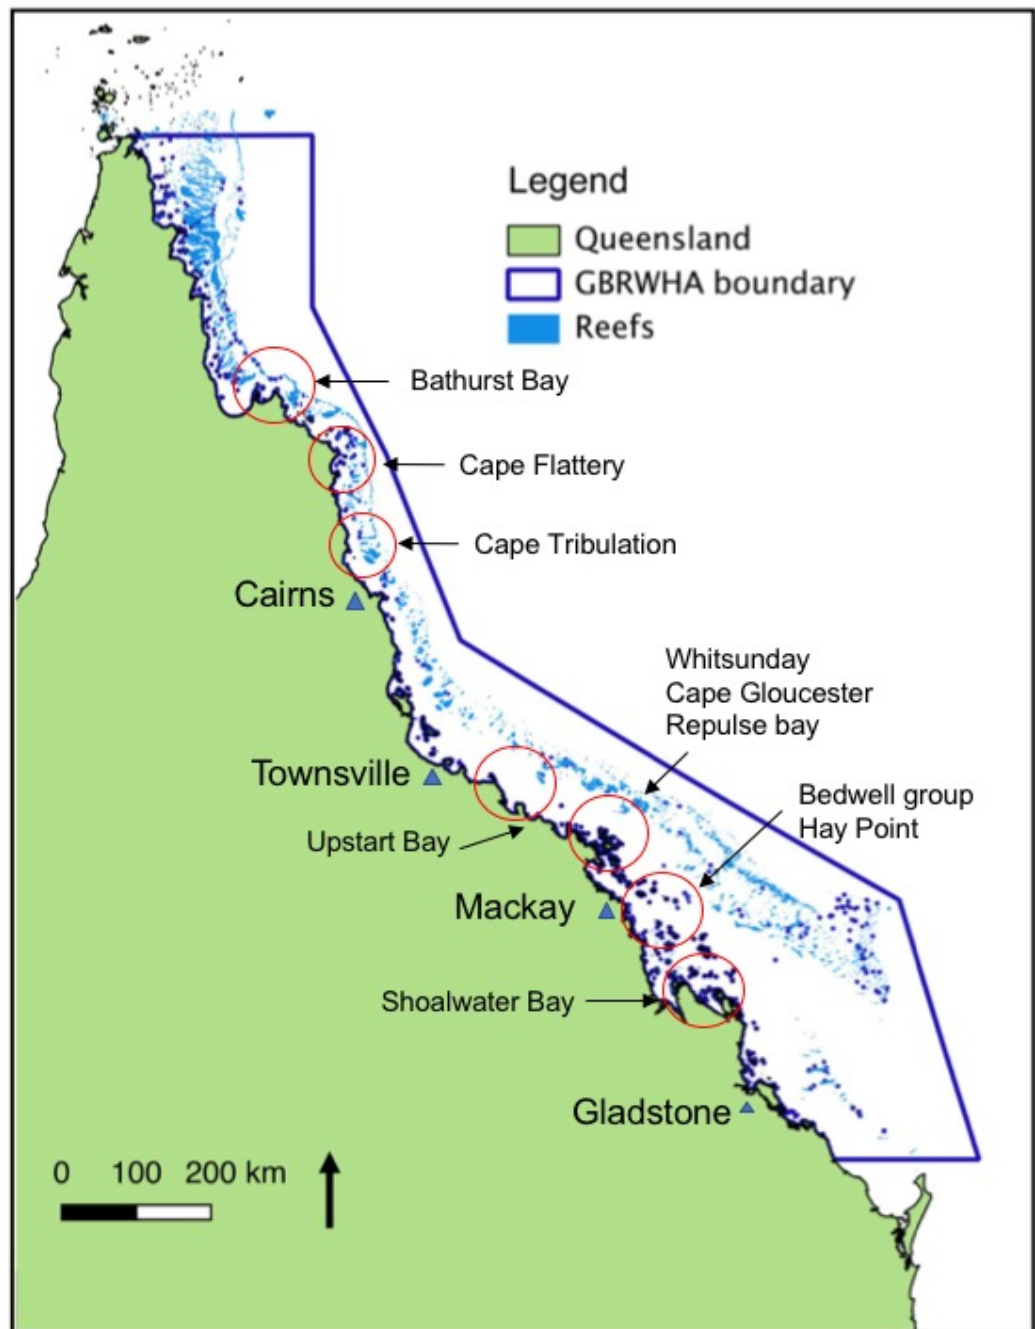 Legend
Queensland
GBRWHA boundary
Reefs
Bathurst Bay
Cape Flattery
Cape Tribulation
Cairns
Whitsunday
Cape Gloucester
Repulse bay
Townsville
Bedwell group
Hay Point
Upstart Bay
Mackay
Shoalwater Bay
Gladstone
0 100 200 km